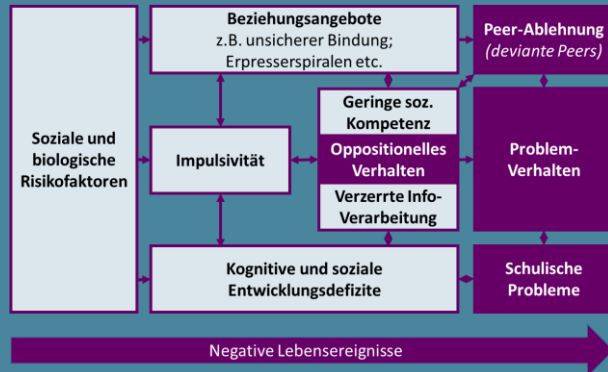 Beziehungsangebote
z.B. unsicherer Bindung;
Erpresserspiralen etc.
Peer-Ablehnung
(deviante Peers)
Soziale und
biologische
Risikofaktoren
Impulsivität
Geringe soz.
Kompetenz
Oppositionelles
Verhalten
Verzerrte Info-
Verarbeitung
Problem-
Verhalten
Kognitive und soziale
Entwicklungsdefizite
Schulische
Probleme
Negative Lebensereignisse